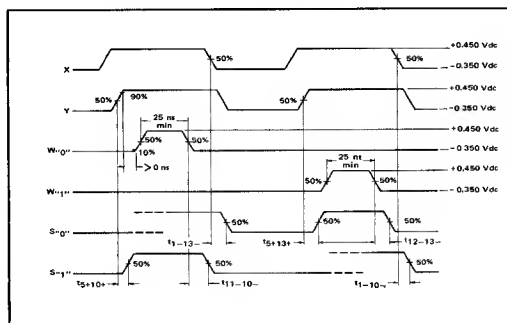 +0.450 Vdc
50%
X
-0.350 Vdc
+0.450 Vdc
50%
90%
50%
Y
25 ns
min
-0.350 Vdc
+0.450 Vdc
50%
50%
W"0"
10%
-0.350 Vdc
> 0 ns
25 ns
min
+0.450 Vdc
50%
50%
W"1"
-0.350 Vdc
50%
50%
50%
S"0"
t1-13-
t5+13+
t12-13-
50%
50%
50%
S"1"
t5+10+
t11-10-
t1-10-